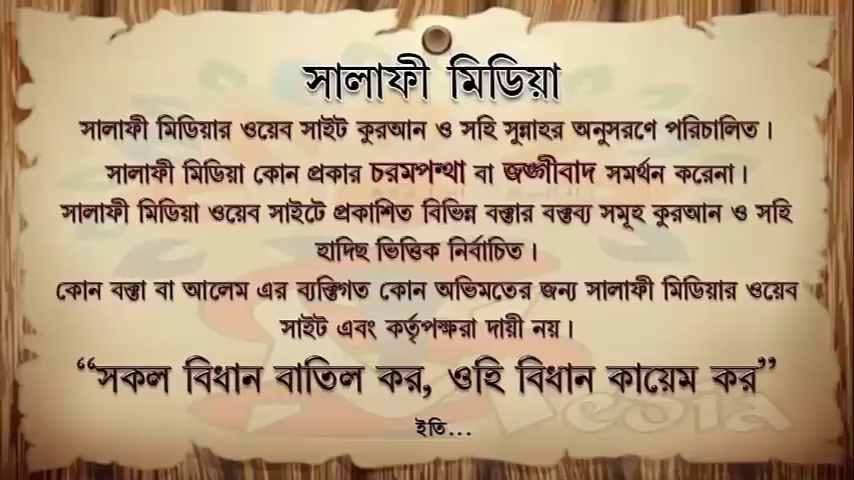 সালাফী মিডিয়া
সালাফী মিডিয়ার ওয়েব সাইট কুরআন ও সহি সুন্নাহর অনুসরণে পরিচালিত।
সালাফী মিডিয়া কোন প্রকার চরমপন্থা বা জঙ্গীবাদ সমর্থন করেনা।
সালাফী মিডিয়া ওয়েব সাইটে প্রকাশিত বিভিন্ন বক্তার বক্তব্য সমূহ কুরআন ও সহি
হাদিছ ভিত্তিক নির্বাচিত।
কোন বক্তা বা আলেম এর ব্যক্তিগত কোন অভিমতের জন্য সালাফী মিডিয়ার ওয়েব
সাইট এবং কর্তৃপক্ষরা দায়ী নয়।
“সকল বিধান বাতিল কর, ওহি বিধান কায়েম কর”
edia
ইতি...